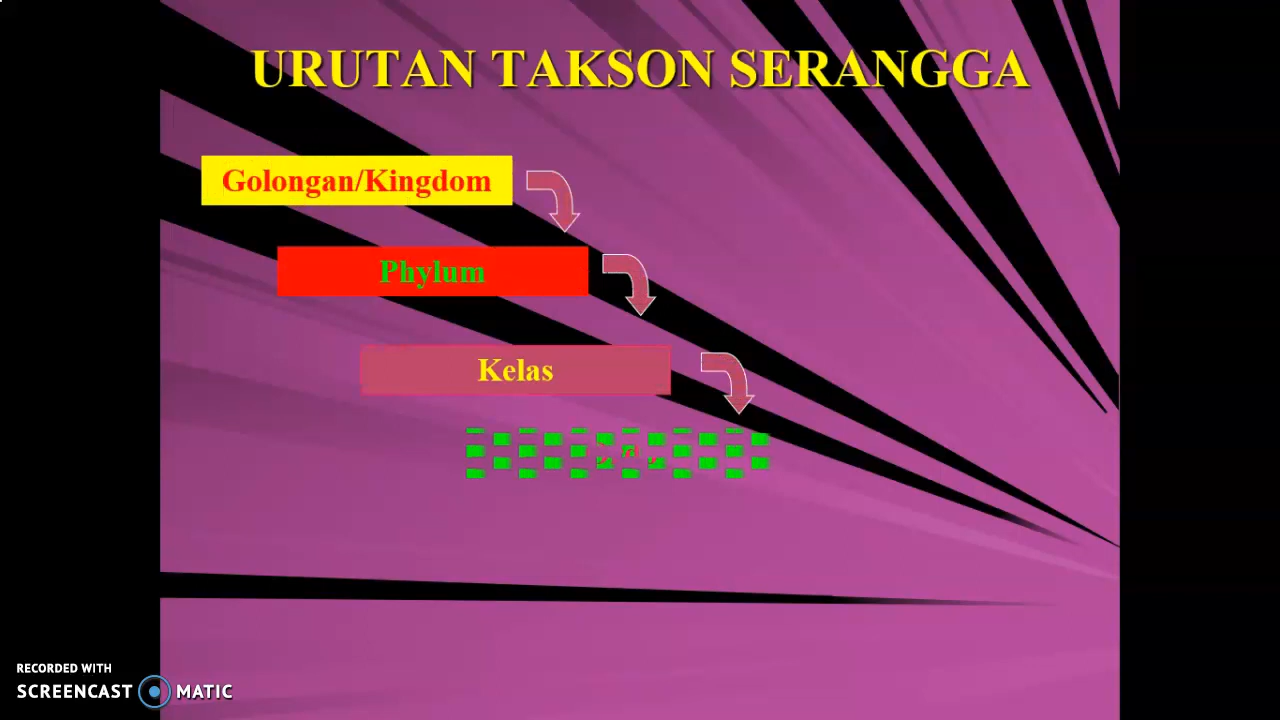 URUTAN TAKSON SERANGGA
Golongan/Kingdom
Phylum
Kelas
RECORDED WITH
SCREENCAST MATIC